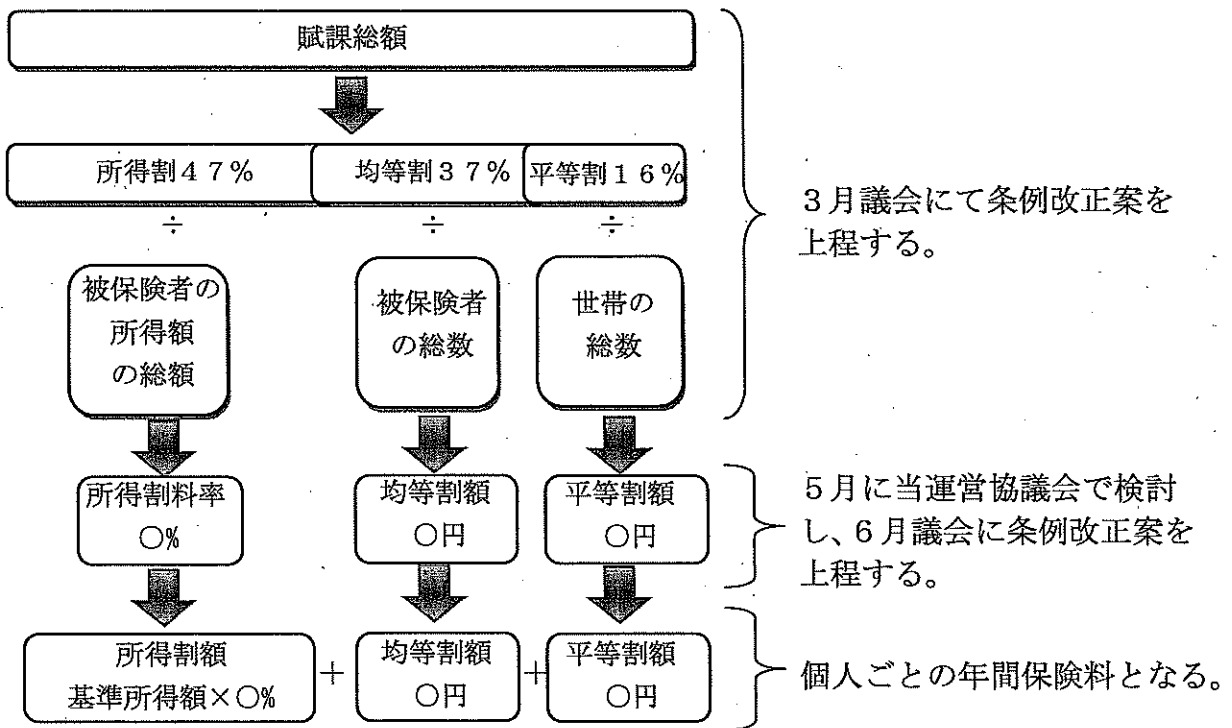 賦課総額
所得割47%
均等割37%
平等割16%
÷
÷
÷
被保険者の
所得額
の総額
被保険者
の総数
世帯の
総数
3月議会にて条例改正案を
上程する。
所得割料率
○%
均等割額
○円
平等割額
○円
5月に当運営協議会で検討
し、6月議会に条例改正案を
上程する。
所得割額
基準所得額×○%
+
均等割額
○円
+
平等割額
○円
個人ごとの年間保険料となる。